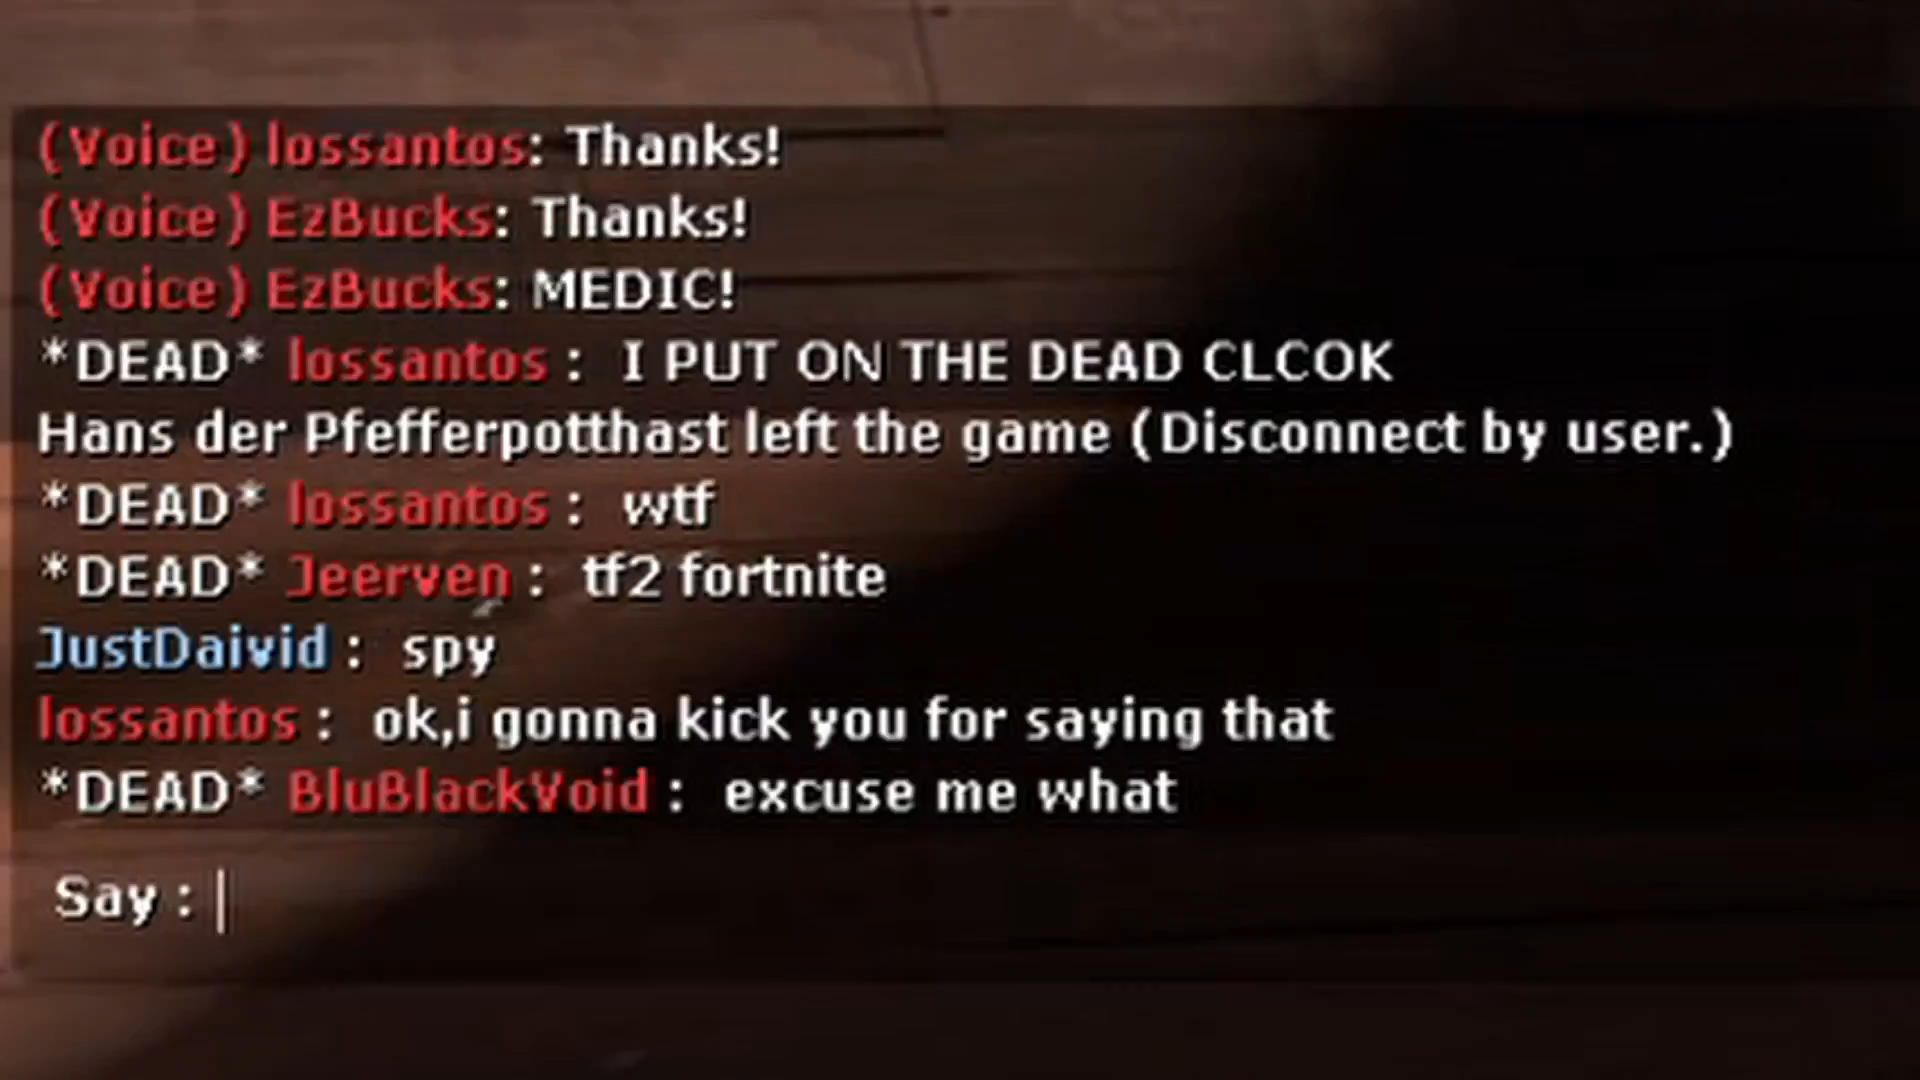 (Voice) lossantos: Thanks!
(Voice) EzBucks: Thanks!
(Voice) EzBucks: MEDIC!
*DEAD* lossantos :  I PUT ON THE DEAD CLCOK
Hans der Pfefferpotthast left the game (Disconnect by user.)
*DEAD* lossantos :  wtf
*DEAD* Jeerven :  tf2 fortnite
JustDaivid :  spy
lossantos :  ok,i gonna kick you for saying that
*DEAD* BluBlackVoid :  excuse me what
Say :